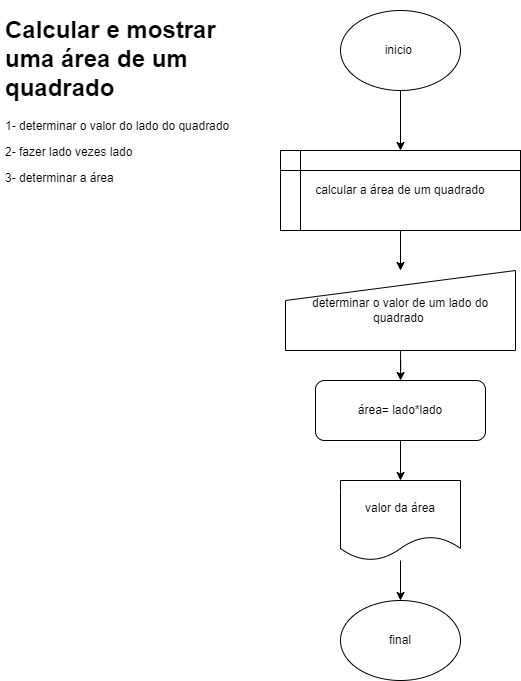 Calcular e mostrar
uma área de um
quadrado
1- determinar o valor do lado do quadrado
2- fazer lado vezes lado
3- determinar a área
inicio
calcular a área de um quadrado
determinar o valor de um lado do
quadrado
área= lado*lado
valor da área
final